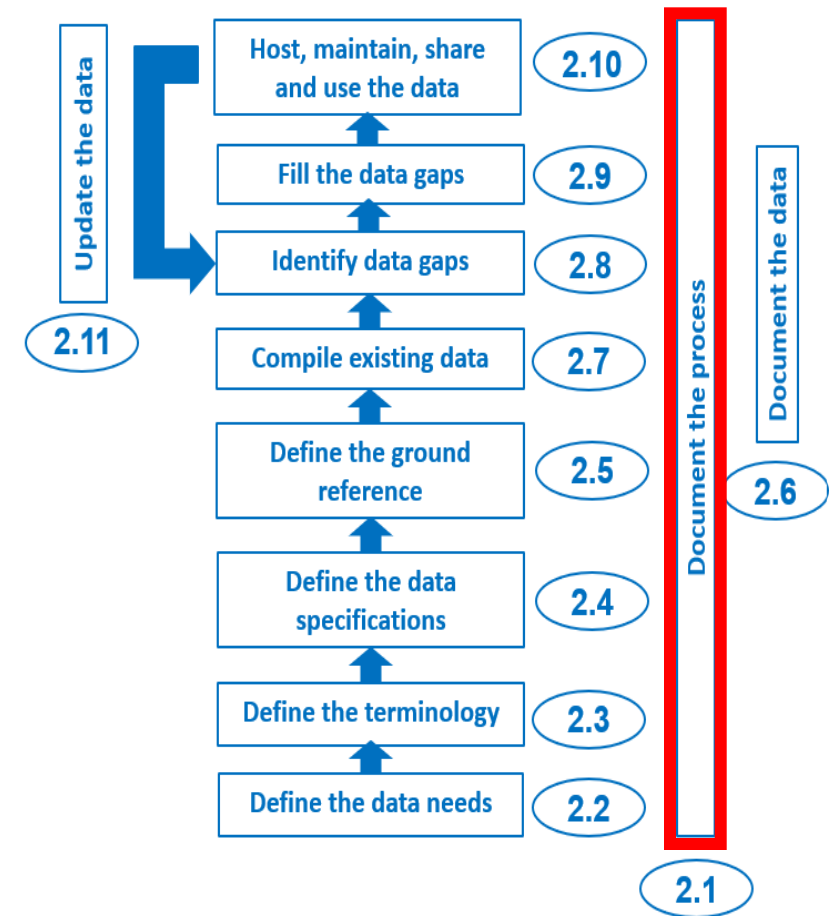 Host, maintain, share
and use the data
2.10
Fill the data gaps
2.9
Identify data gaps
2.8
Compile existing data
2.7
Define the ground
reference
2.5
Define the data
specifications
2.4
Define the terminology
2.3
Define the data needs
2.2
Update the data
2.11
Document the process
2.1
Document the data
2.6